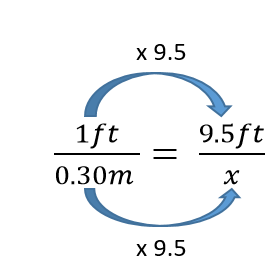 x 9.5
1ft / 0.30m = 9.5ft / x
x 9.5